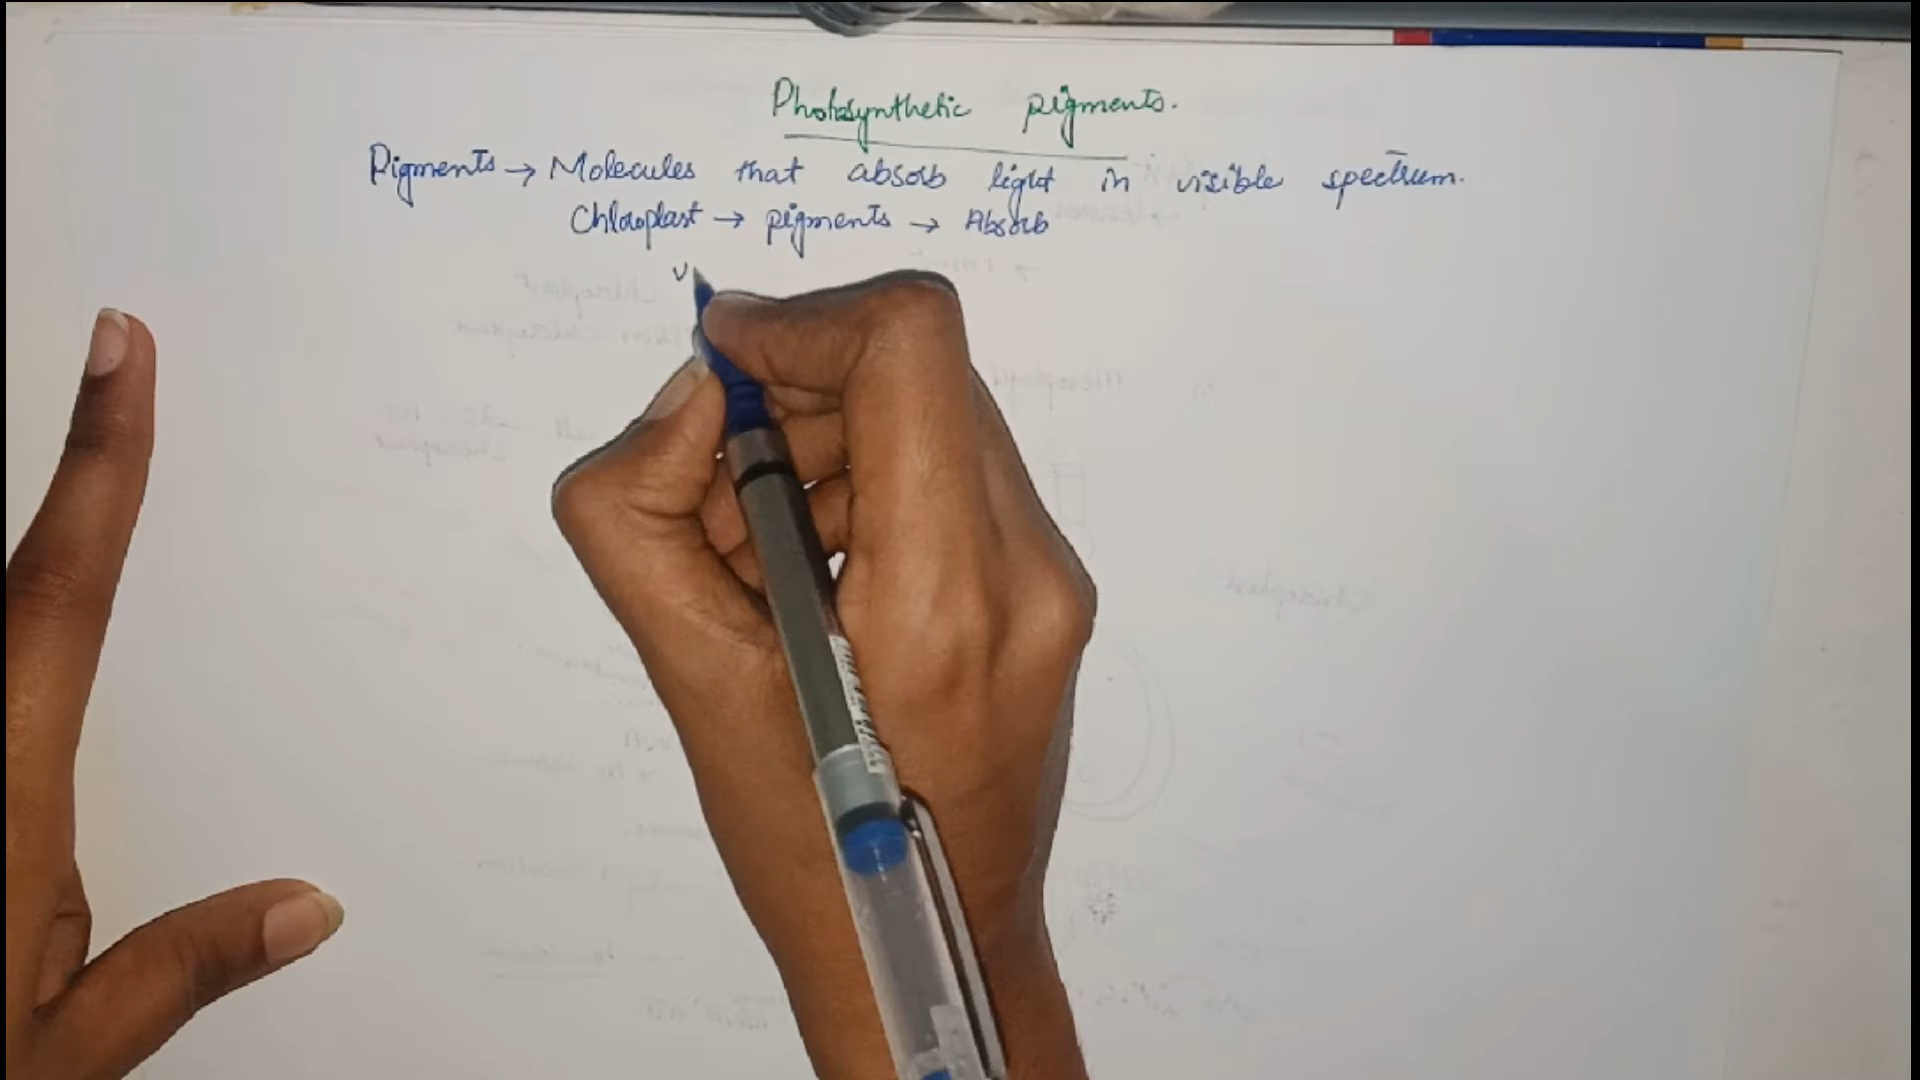 Photosynthetic pigments.
Pigments → Molecules that absorb light in visible spectrum.
Chloroplast → pigments → Absorb
V